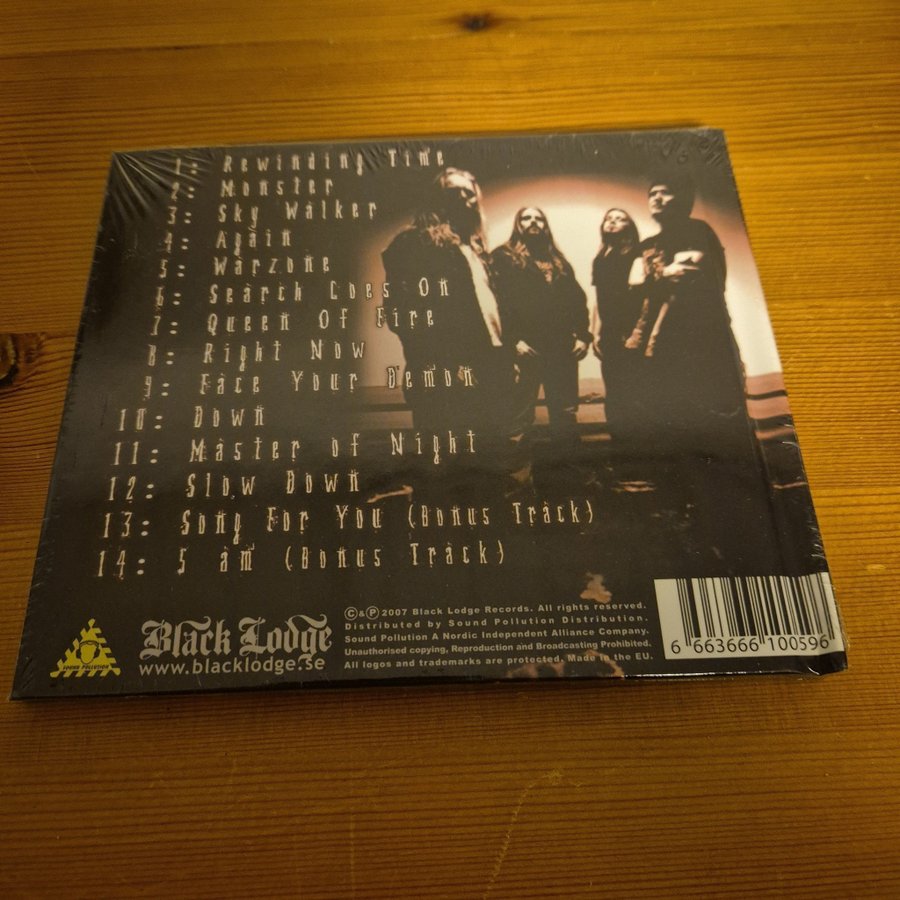 1: Rewinding Time
2: Monster
3: Sky Walker
4: Again
5: Warzone
6: Search Goes On
7: Queen Of Fire
8: Right Now
9: Face Your Demon
10: Down
11: Master of Night
12: Slow Down
13: Song For You (Bonus Track)
14: 5 am (Bonus Track)
SOUND POLLUTION
Black Lodge
www.blacklodge.se
©&℗ 2007 Black Lodge Records. All rights reserved.
Distributed by Sound Pollution Distribution.
Sound Pollution A Nordic Independent Alliance Company.
Unauthorised copying, Reproduction and Broadcasting Prohibited.
All logos and trademarks are protected. Made in the EU.
6 663666 100596